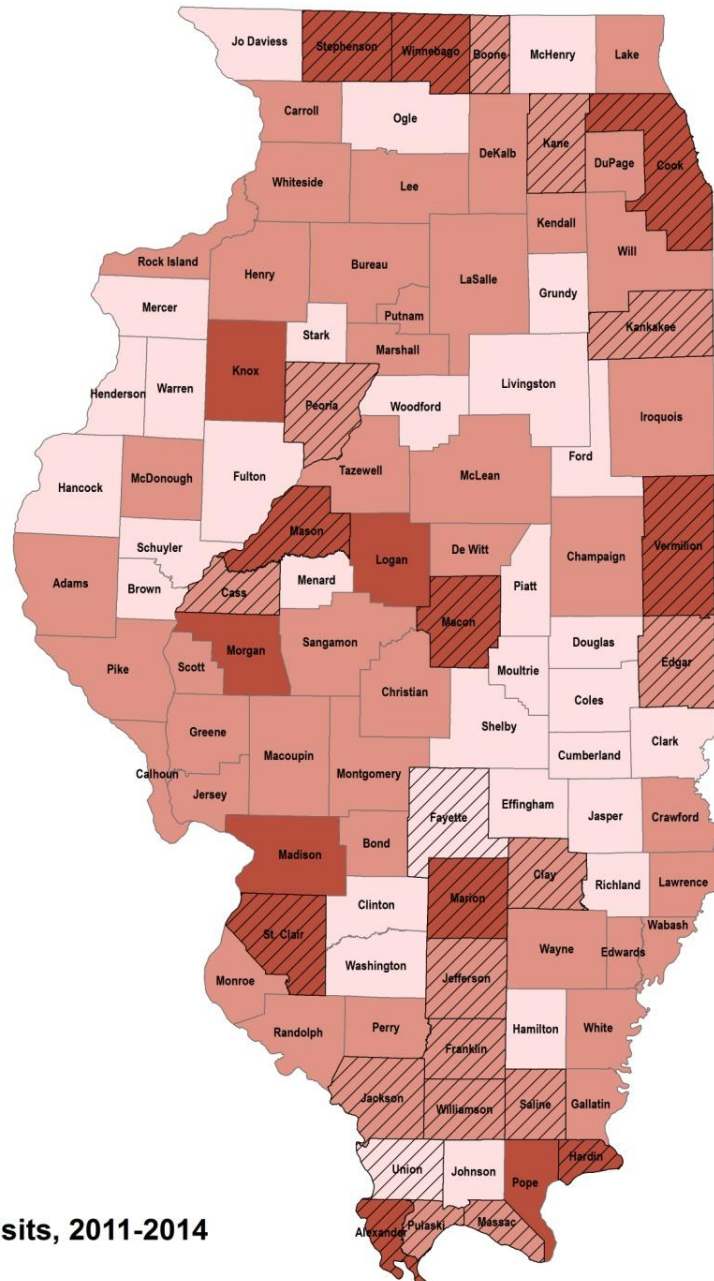 Jo Daviess
Stephenson
Winnebago
Boone
McHenry
Lake
Carroll
Ogle
DeKalb
Kane
DuPage
Cook
Whiteside
Lee
Kendall
Will
Rock Island
Henry
Bureau
LaSalle
Grundy
Mercer
Putnam
Kankakee
Stark
Marshall
Knox
Livingston
Henderson
Warren
Peoria
Woodford
Iroquois
Ford
Fulton
Tazewell
McLean
Hancock
McDonough
Mason
Schuyler
Logan
De Witt
Champaign
Vermilion
Adams
Brown
Cass
Menard
Piatt
Macon
Douglas
Edgar
Pike
Scott
Morgan
Sangamon
Christian
Moultrie
Coles
Shelby
Greene
Macoupin
Cumberland
Clark
Calhoun
Jersey
Montgomery
Fayette
Effingham
Jasper
Crawford
Madison
Bond
Clay
Richland
Lawrence
Clinton
Marion
Wabash
St. Clair
Wayne
Edwards
Washington
Jefferson
Monroe
Hamilton
White
Randolph
Perry
Franklin
Jackson
Williamson
Saline
Gallatin
Union
Johnson
Pope
Hardin
Alexander
Pulaski
Massac
sits, 2011-2014